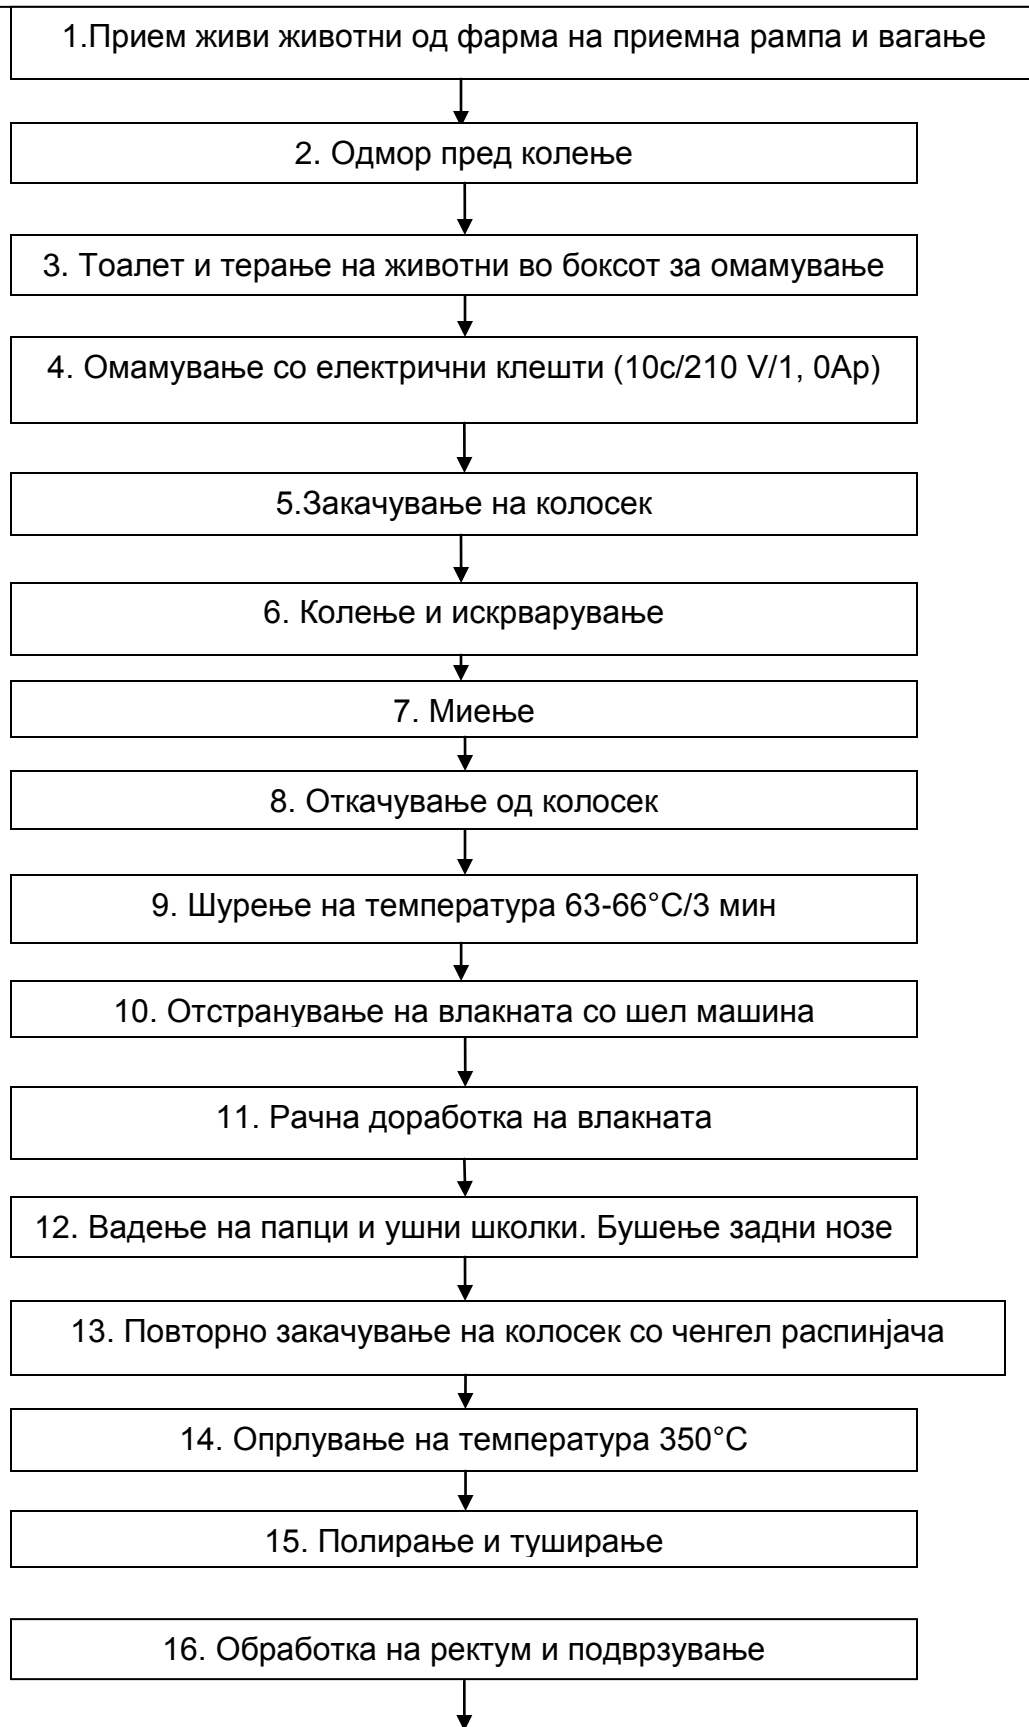 1.Прием живи животни од фарма на приемна рампа и вагање
2. Одмор пред колење
3. Тоалет и терање на животни во боксот за омамување
4. Омамување со електрични клешти (10с/210 V/1, 0Ар)
5.Закачување на колосек
6. Колење и искрварување
7. Миење
8. Откачување од колосек
9. Шурење на температура 63-66°С/3 мин
10. Отстранување на влакната со шел машина
11. Рачна доработка на влакната
12. Вадење на папци и ушни школки. Бушење задни нозе
13. Повторно закачување на колосек со ченгел распинјача
14. Опрлување на температура 350°С
15. Полирање и туширање
16. Обработка на ректум и подврзување